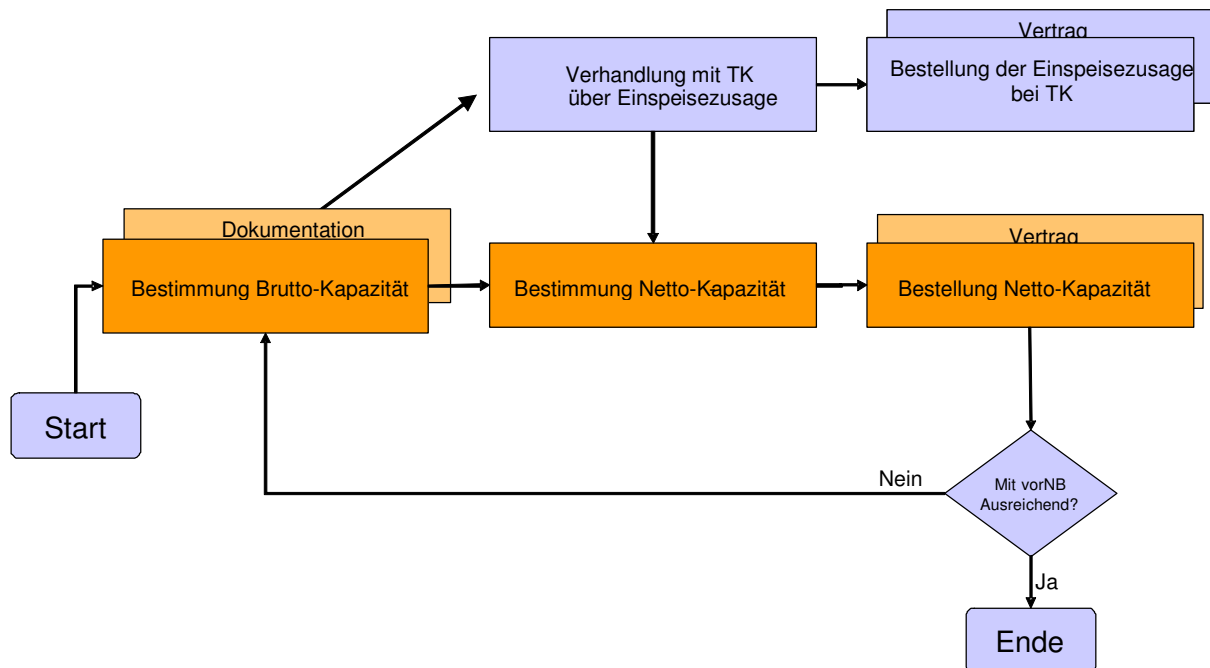 Vertrag
Verhandlung mit TK
über Einspeisezusage
Bestellung der Einspeisezusage
bei TK
Dokumentation
Vertrag
Bestimmung Brutto-Kapazität
Bestimmung Netto-Kapazität
Bestellung Netto-Kapazität
Start
Nein
Mit vorNB
Ausreichend?
Ja
Ende